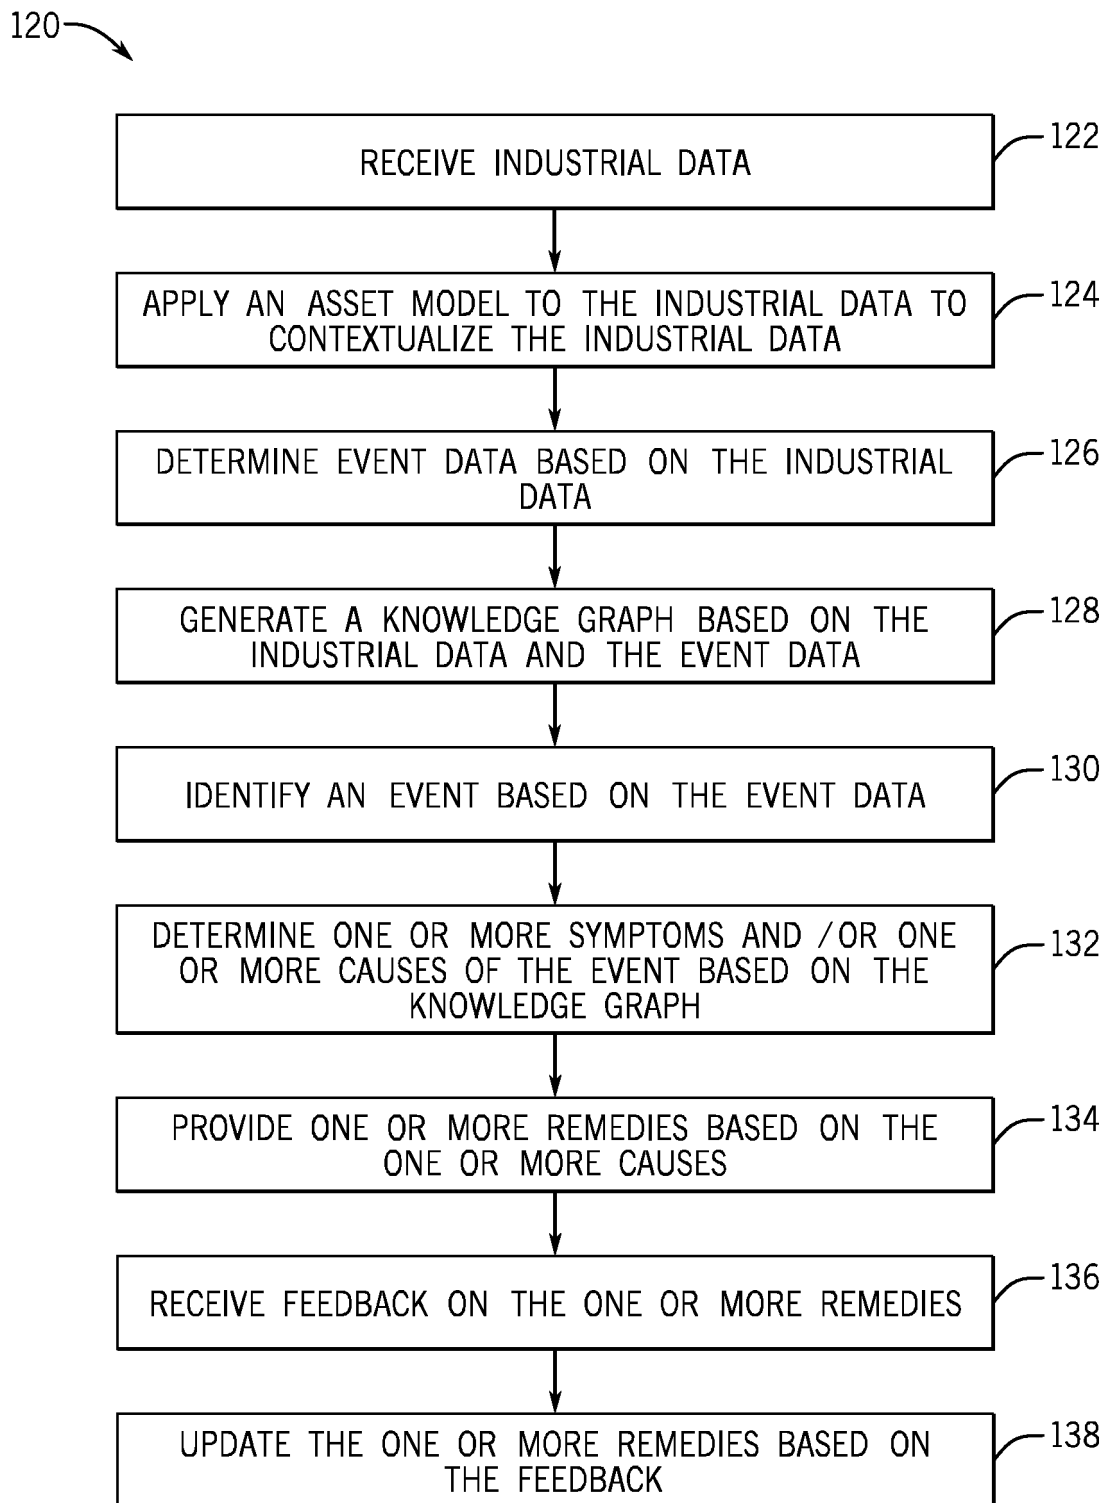 120
RECEIVE INDUSTRIAL DATA
122
APPLY AN ASSET MODEL TO THE INDUSTRIAL DATA TO
CONTEXTUALIZE THE INDUSTRIAL DATA
124
DETERMINE EVENT DATA BASED ON THE INDUSTRIAL
DATA
126
GENERATE A KNOWLEDGE GRAPH BASED ON THE
INDUSTRIAL DATA AND THE EVENT DATA
128
IDENTIFY AN EVENT BASED ON THE EVENT DATA
130
DETERMINE ONE OR MORE SYMPTOMS AND /OR ONE
OR MORE CAUSES OF THE EVENT BASED ON THE
KNOWLEDGE GRAPH
132
PROVIDE ONE OR MORE REMEDIES BASED ON THE
ONE OR MORE CAUSES
134
RECEIVE FEEDBACK ON THE ONE OR MORE REMEDIES
136
UPDATE THE ONE OR MORE REMEDIES BASED ON
THE FEEDBACK
138